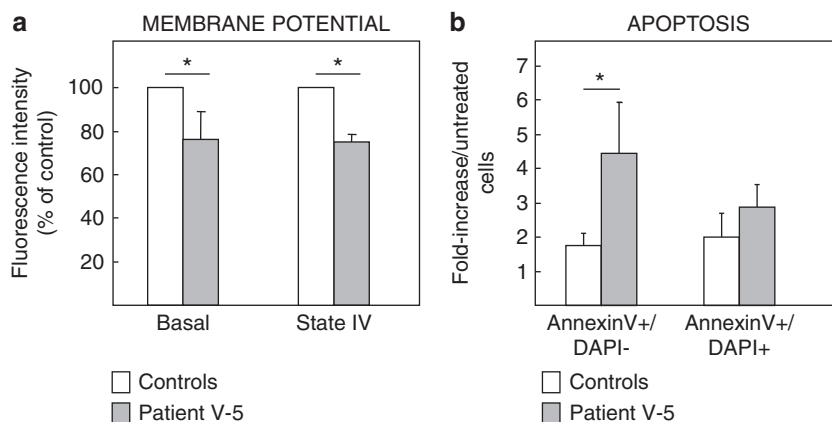 a MEMBRANE POTENTIAL
Fluorescence intensity
(% of control)
100
80
60
40
20
*
*
Basal
State IV
Controls
Patient V-5
b APOPTOSIS
Fold-increase/untreated
cells
7
6
5
4
3
2
1
*
AnnexinV+/
DAPI-
AnnexinV+/
DAPI+
Controls
Patient V-5